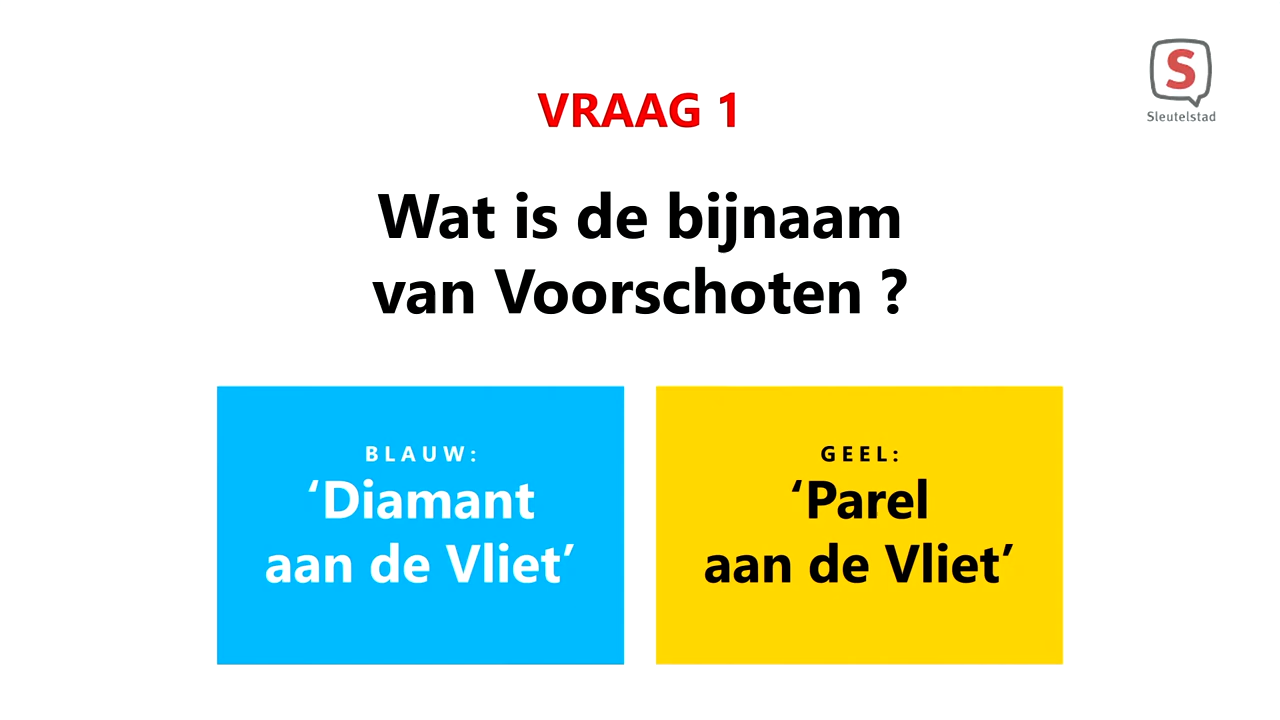 S
Sleutelstad
VRAAG 1
Wat is de bijnaam
van Voorschoten ?
BLAUW:
‘Diamant
aan de Vliet’
GEEL:
‘Parel
aan de Vliet’